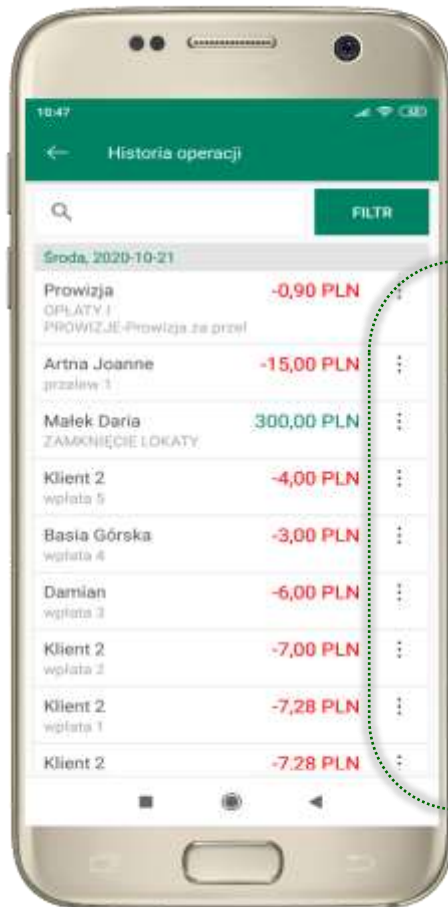 10:47
Historia operacji
FILTR
Środa, 2020-10-21
Prowizja -0,90 PLN
OPŁATY I
PROWIZJE-Prowizja za przel
Artna Joanne -15,00 PLN
przelew 1
Małek Daria 300,00 PLN
ZAMKNIĘCIE LOKATY
Klient 2 -4,00 PLN
wpłata 5
Basia Górska -3,00 PLN
wpłata 4
Damian -6,00 PLN
wpłata 3
Klient 2 -7,00 PLN
wpłata 2
Klient 2 -7,28 PLN
wpłata 1
Klient 2 -7.28 PLN